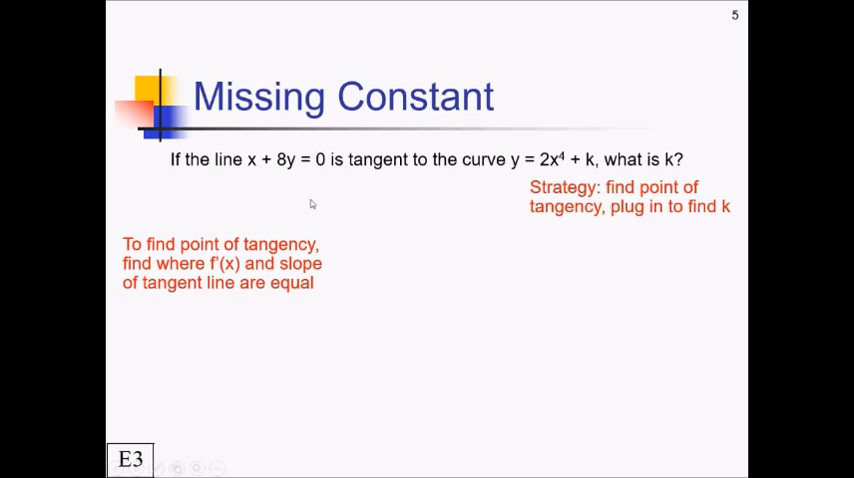 5
Missing Constant
If the line x + 8y = 0 is tangent to the curve y = 2x⁴ + k, what is k?
Strategy: find point of
tangency, plug in to find k
To find point of tangency,
find where f'(x) and slope
of tangent line are equal
E3